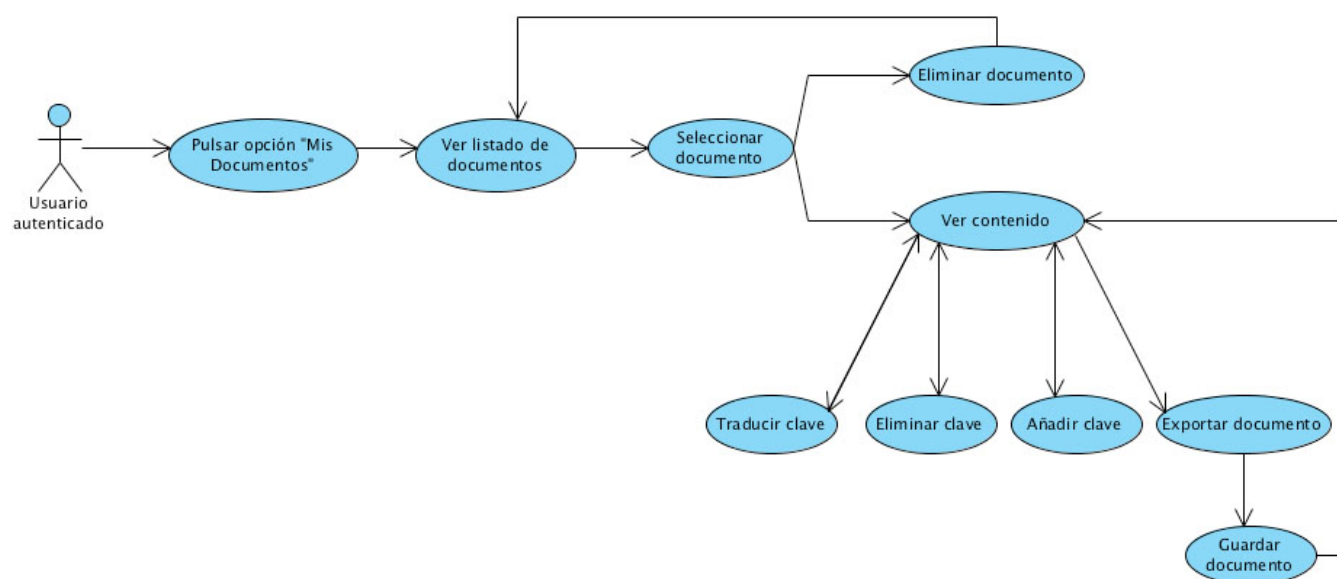 Eliminar documento
Usuario
autenticado
Pulsar opción "Mis
Documentos"
Ver listado de
documentos
Seleccionar
documento
Ver contenido
Traducir clave
Eliminar clave
Añadir clave
Exportar documento
Guardar
documento